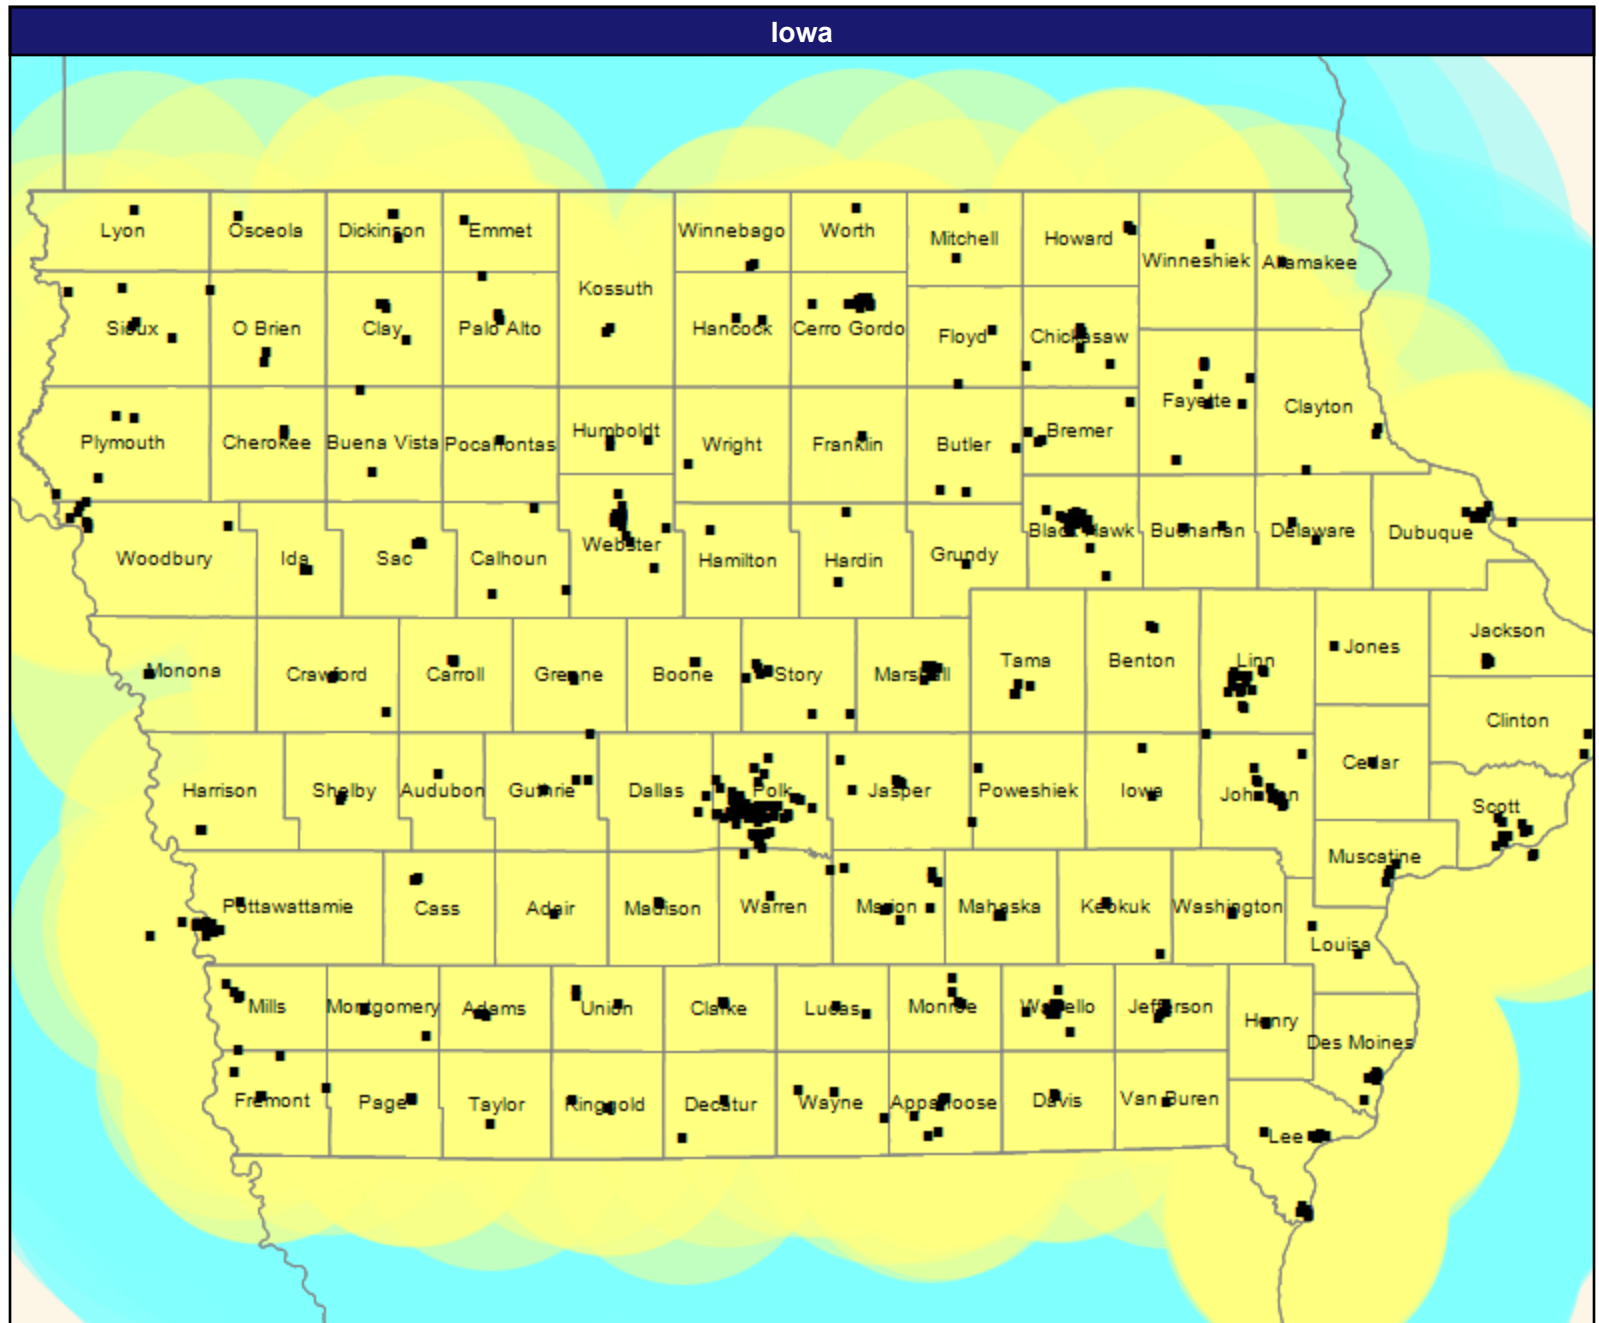 Iowa
Lyon
Osceola
Dickinson
Emmet
Winnebago
Worth
Mitchell
Howard
Winneshiek
Allamakee
Kossuth
Sioux
O Brien
Clay
Palo Alto
Hancock
Cerro Gordo
Floyd
Chickasaw
Fayette
Clayton
Plymouth
Cherokee
Buena Vista
Pocahontas
Humboldt
Wright
Franklin
Butler
Bremer
Woodbury
Ida
Sac
Calhoun
Webster
Hamilton
Hardin
Grundy
Black Hawk
Buchanan
Delaware
Dubuque
Monona
Crawford
Carroll
Greene
Boone
Story
Marshall
Tama
Benton
Linn
Jones
Jackson
Clinton
Harrison
Shelby
Audubon
Guthrie
Dallas
Polk
Jasper
Poweshiek
Iowa
Johnson
Cedar
Scott
Muscatine
Pottawattamie
Cass
Adair
Madison
Warren
Marion
Mahaska
Keokuk
Washington
Louisa
Mills
Montgomery
Adams
Union
Clarke
Lucas
Monroe
Wapello
Jefferson
Henry
Des Moines
Fremont
Page
Taylor
Ringgold
Decatur
Wayne
Appanoose
Davis
Van Buren
Lee